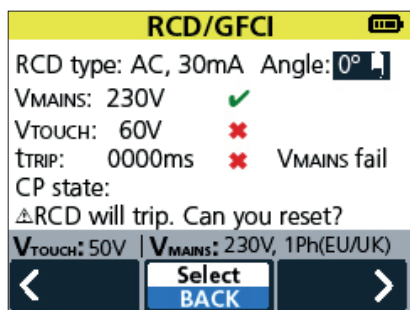 RCD/GFCI
RCD type: AC, 30mA Angle: 0°
VMAINS: 230V ✔
VTOUCH: 60V ✖
tTRIP: 0000ms ✖ VMAINS fail
CP state:
⚠RCD will trip. Can you reset?
VTOUCH: 50V | VMAINS: 230V, 1Ph(EU/UK)
< Select >
BACK